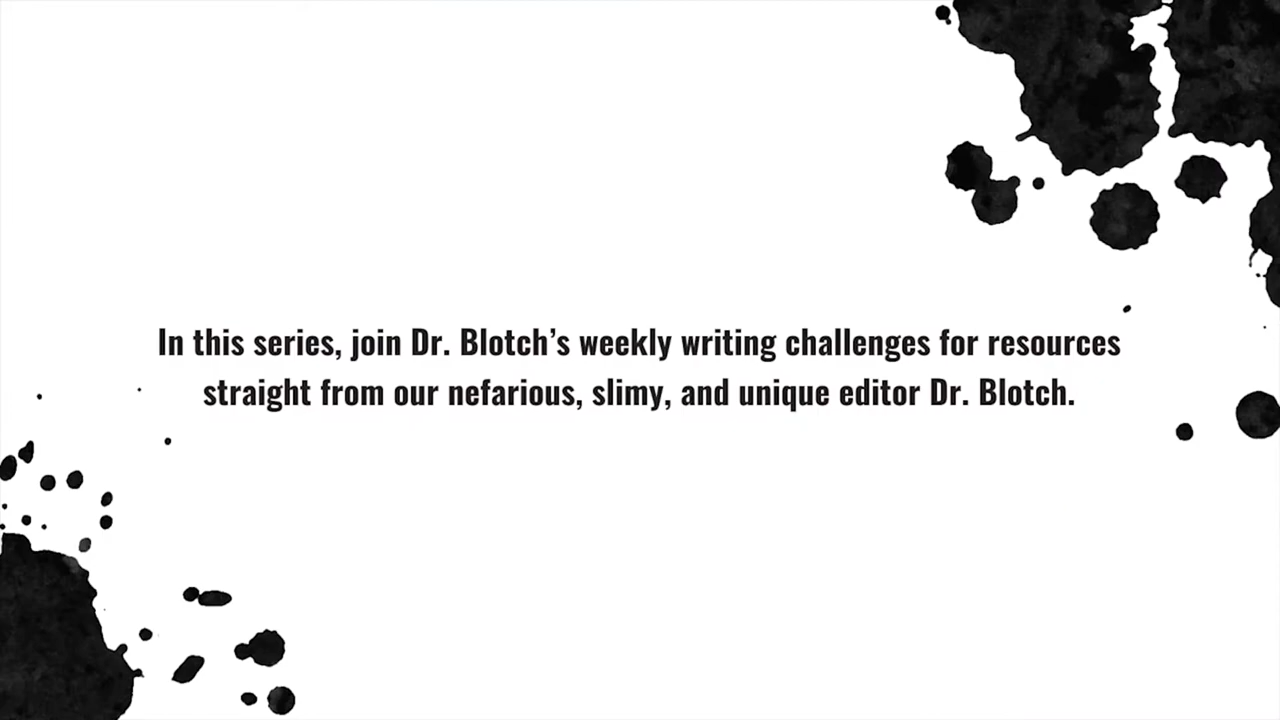 In this series, join Dr. Blotch’s weekly writing challenges for resources
straight from our nefarious, slimy, and unique editor Dr. Blotch.